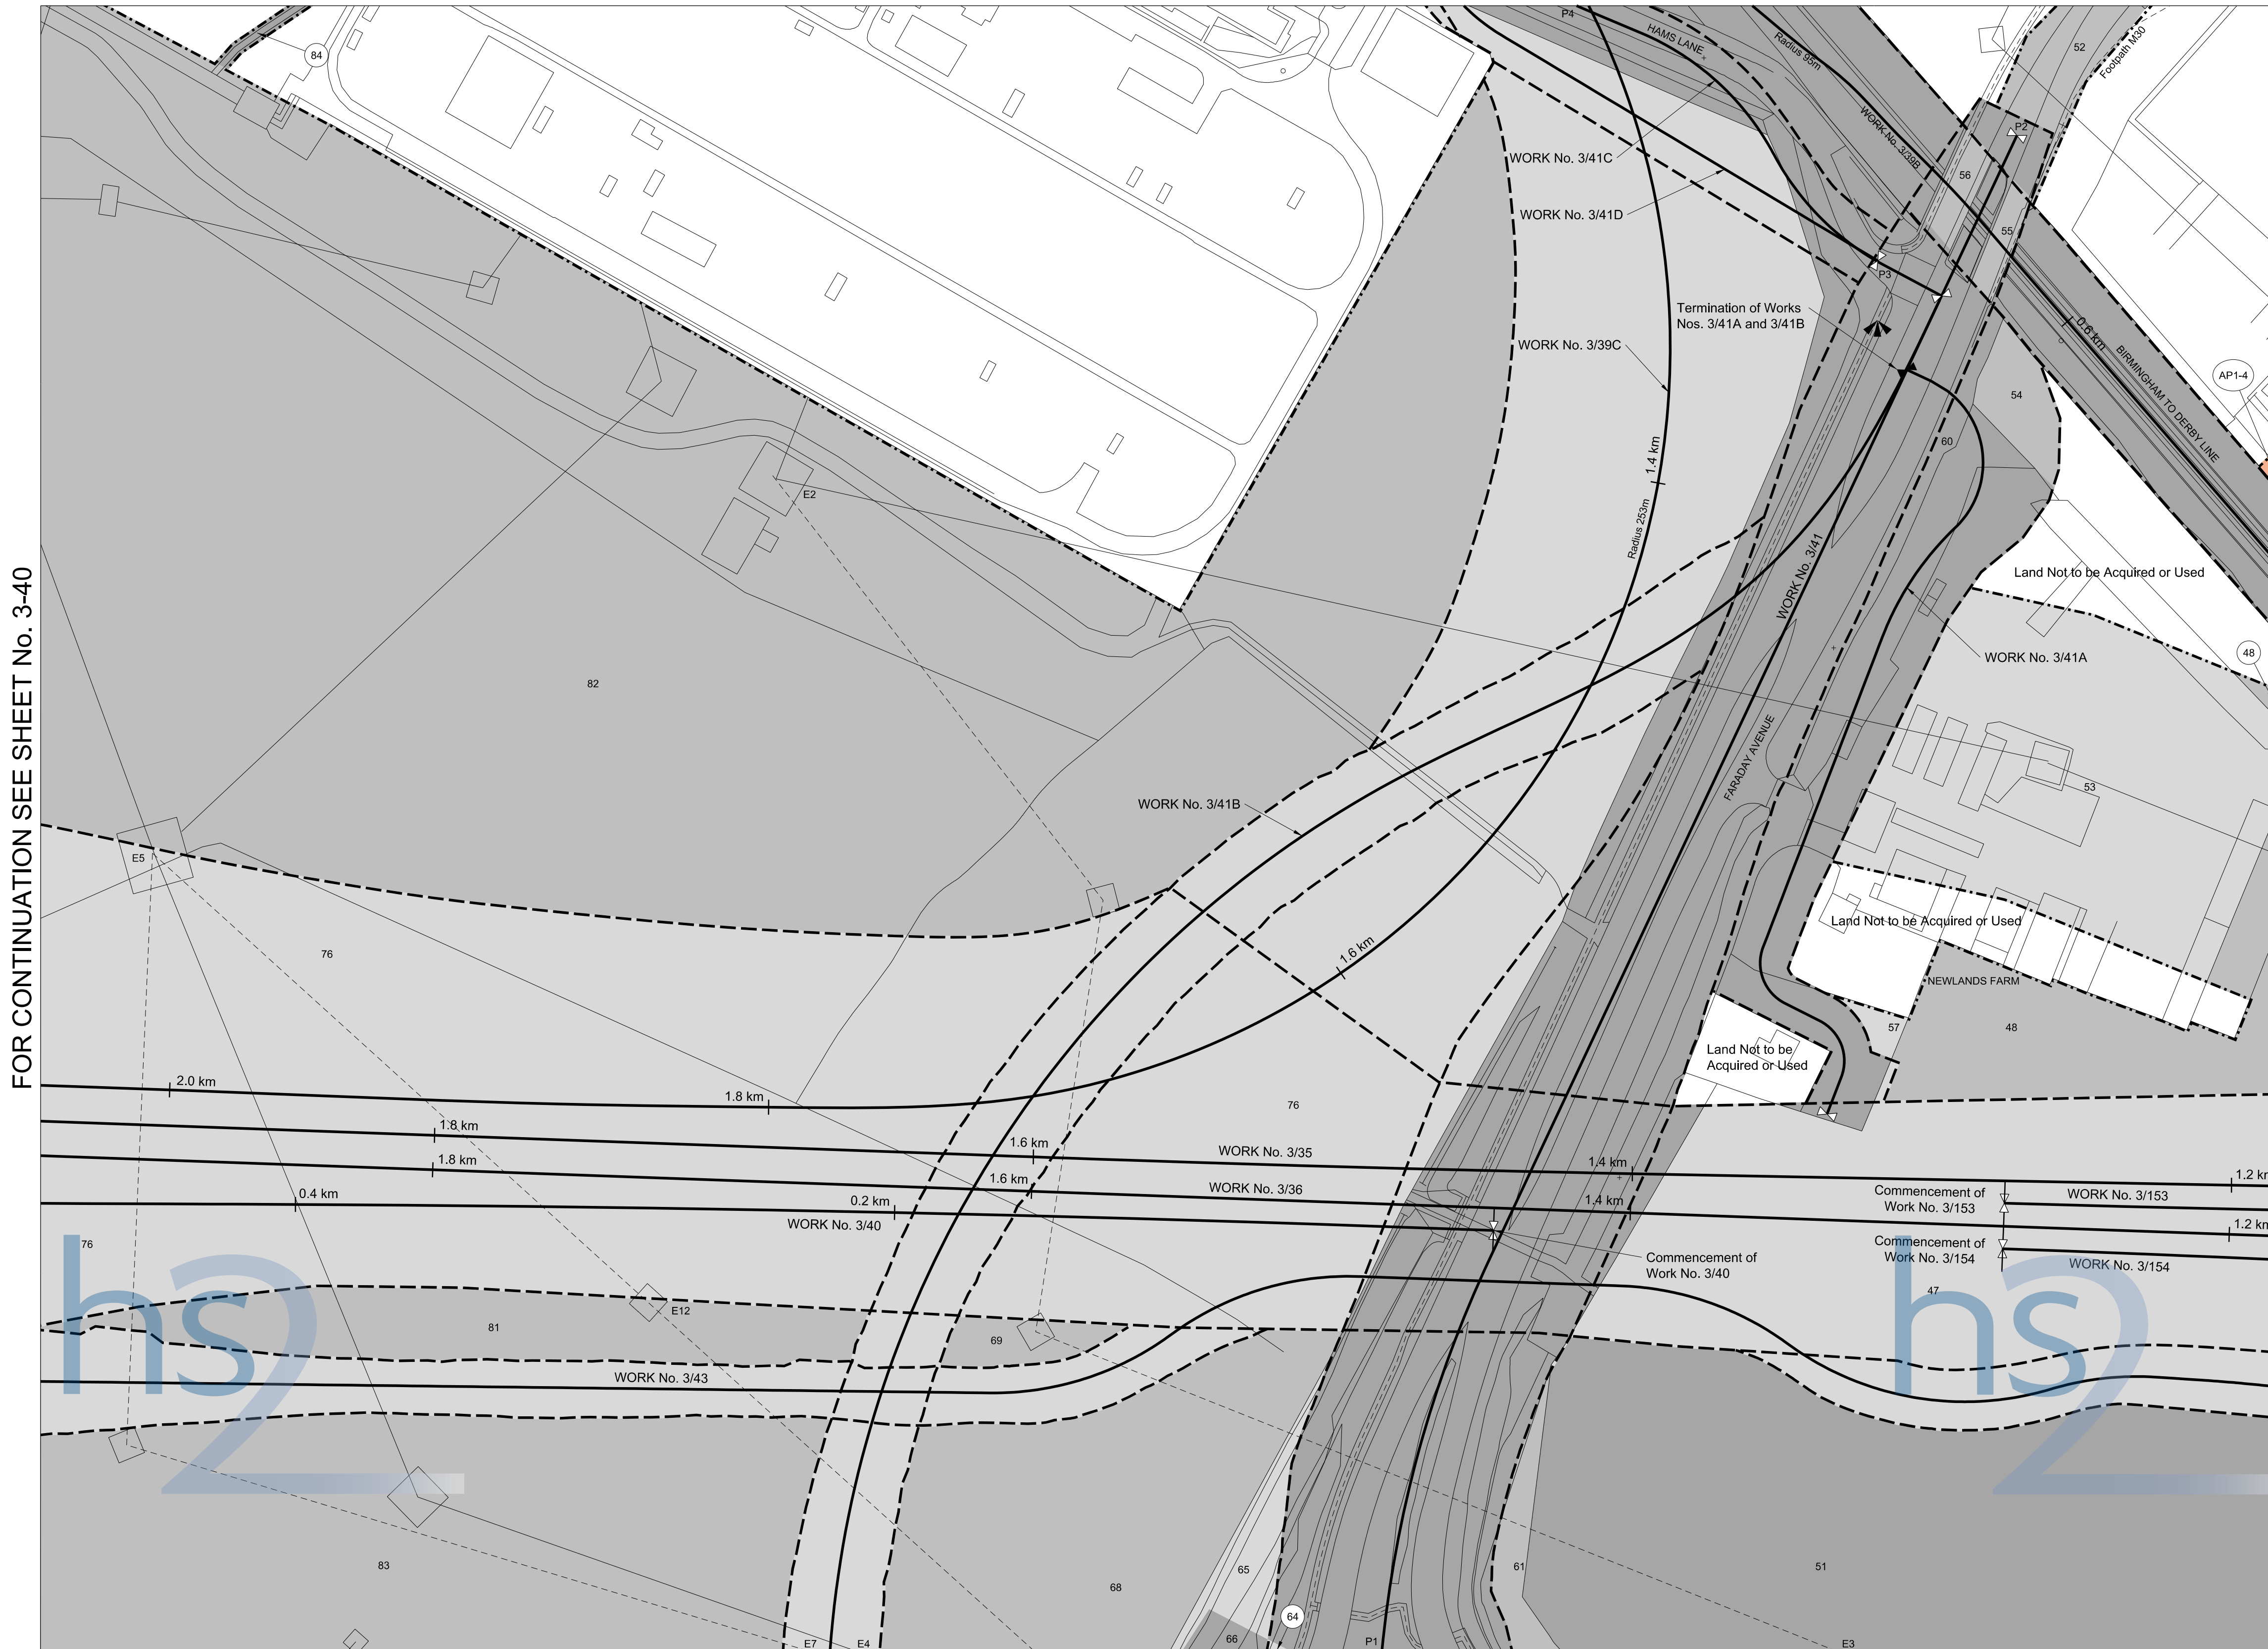 FOR CONTINUATION SEE SHEET No. 3-40
84
P4
HAMS LANE
Radius 95m
52
Footpath M30
WORK No. 3/39B
P2
WORK No. 3/41C
56
WORK No. 3/41D
55
P3
Termination of Works
Nos. 3/41A and 3/41B
WORK No. 3/39C
0.6 km
BIRMINGHAM TO DERBY LINE
AP1-4
54
60
1.4 km
E2
Radius 253m
WORK No. 3/41
Land Not to be Acquired or Used
48
WORK No. 3/41A
82
FARADAY AVENUE
53
WORK No. 3/41B
E5
Land Not to be Acquired or Used
76
1.6 km
NEWLANDS FARM
57
48
Land Not to be
Acquired or Used
2.0 km
1.8 km
76
1.8 km
1.6 km
WORK No. 3/35
1.4 km
1.2 km
1.8 km
1.6 km
WORK No. 3/36
1.4 km
Commencement of
Work No. 3/153
WORK No. 3/153
0.4 km
0.2 km
WORK No. 3/40
1.2 km
76
Commencement of
Work No. 3/40
Commencement of
Work No. 3/154
WORK No. 3/154
47
hs2
hs2
E12
81
69
WORK No. 3/43
83
68
65
61
51
64
66
E7
E4
P1
E3